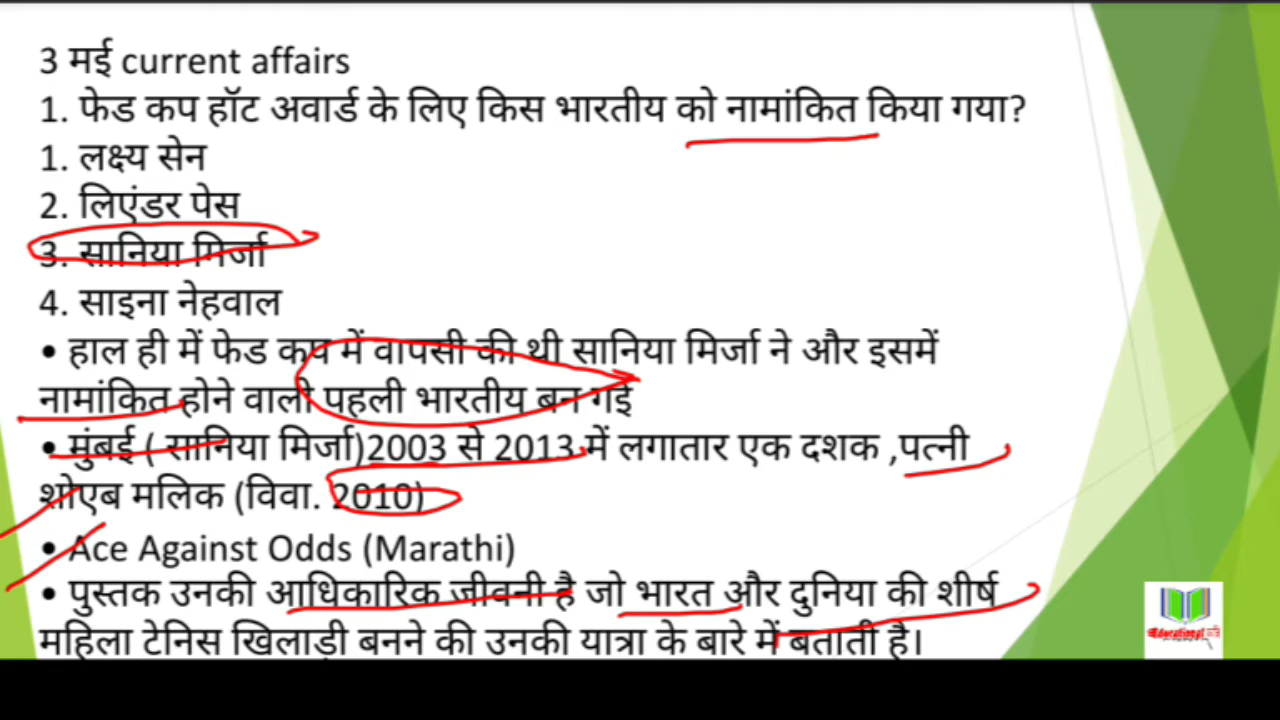 3 मई current affairs
1. फेड कप हॉट अवार्ड के लिए किस भारतीय को नामांकित किया गया?
1. लक्ष्य सेन
2. लिएंडर पेस
3. सानिया मिर्जा
4. साइना नेहवाल
• हाल ही में फेड कप में वापसी की थी सानिया मिर्जा ने और इसमें
नामांकित होने वाली पहली भारतीय बन गई
• मुंबई ( सानिया मिर्जा)2003 से 2013 में लगातार एक दशक ,पत्नी
शोएब मलिक (विवा. 2010)
• Ace Against Odds (Marathi)
• पुस्तक उनकी आधिकारिक जीवनी है जो भारत और दुनिया की शीर्ष
महिला टेनिस खिलाड़ी बनने की उनकी यात्रा के बारे में बताती है।
Educational